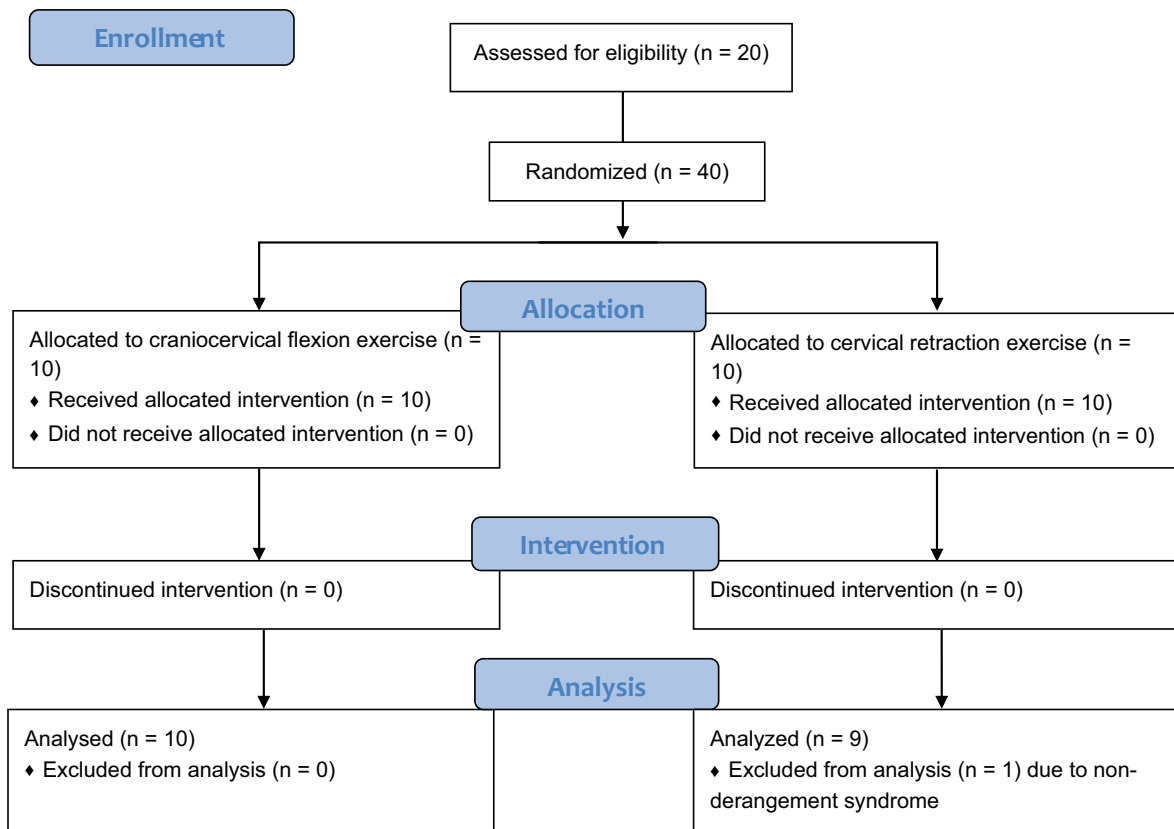 Enrollment
Assessed for eligibility (n = 20)
Randomized (n = 40)
Allocation
Allocated to craniocervical flexion exercise (n =
10)
♦ Received allocated intervention (n = 10)
♦ Did not receive allocated intervention (n = 0)
Allocated to cervical retraction exercise (n =
10)
♦ Received allocated intervention (n = 10)
♦ Did not receive allocated intervention (n = 0)
Intervention
Discontinued intervention (n = 0)
Discontinued intervention (n = 0)
Analysis
Analysed (n = 10)
♦ Excluded from analysis (n = 0)
Analyzed (n = 9)
♦ Excluded from analysis (n = 1) due to non-
derangement syndrome